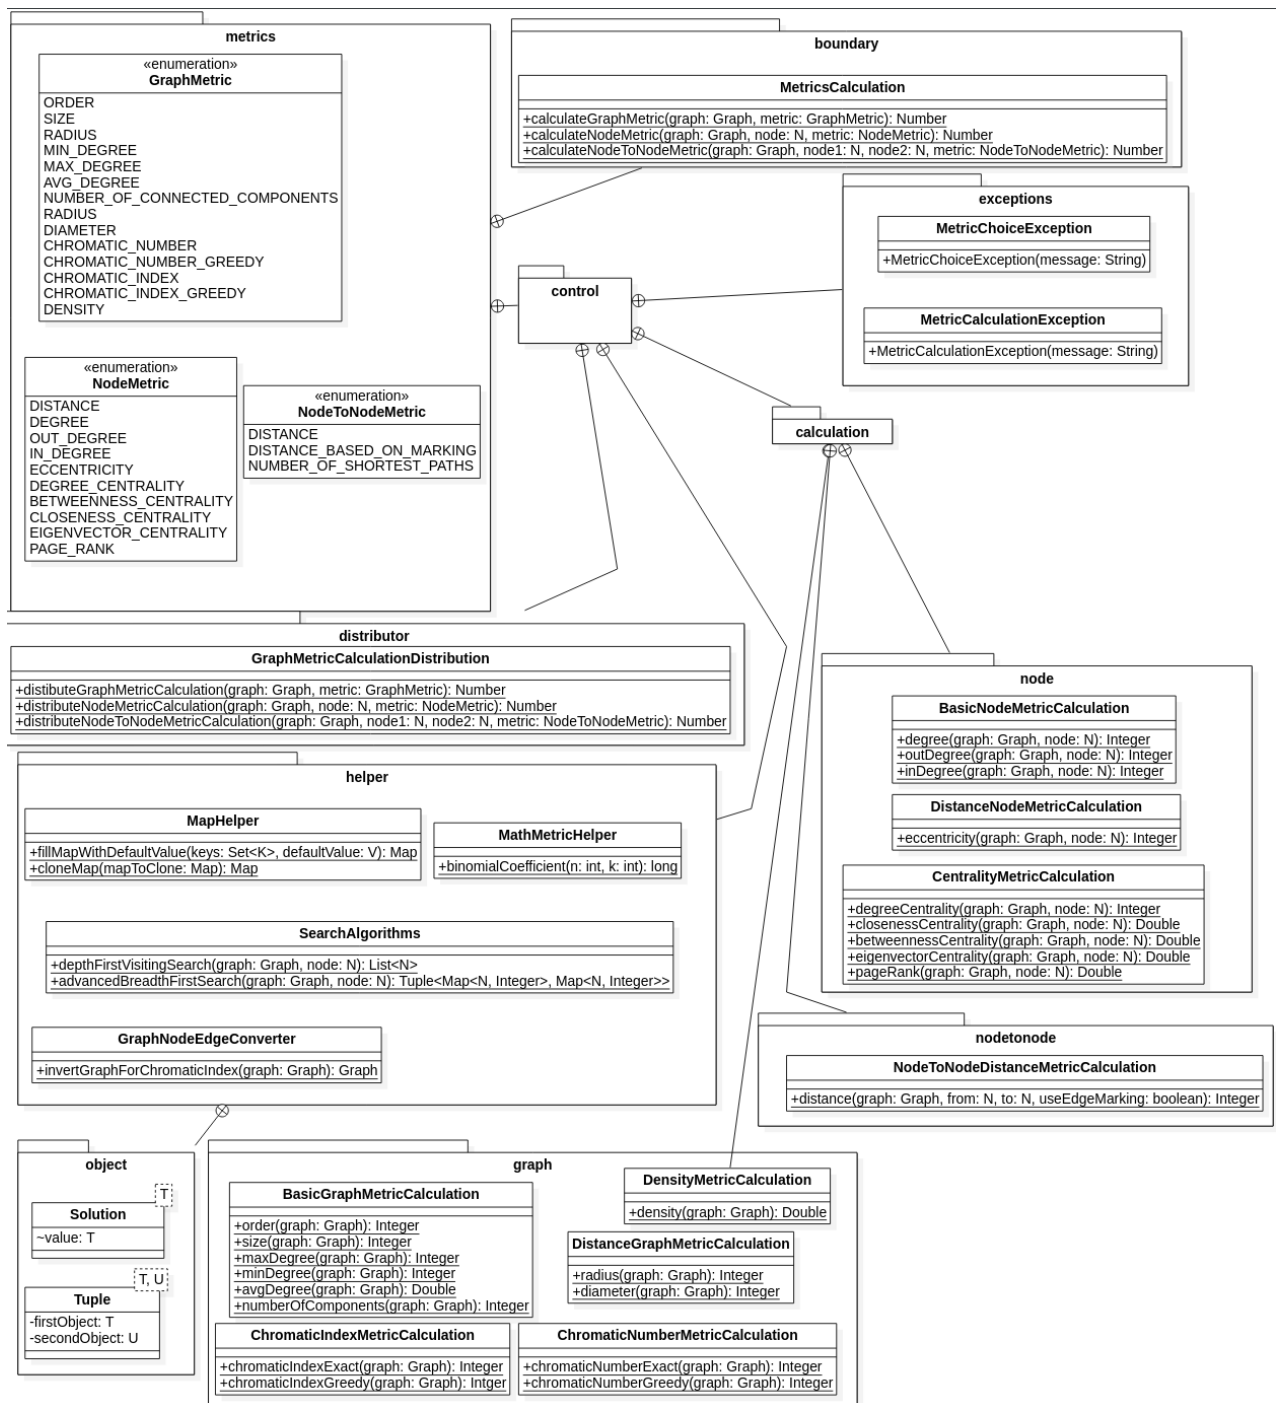 metrics
«enumeration»
GraphMetric
ORDER
SIZE
RADIUS
MIN_DEGREE
MAX_DEGREE
AVG_DEGREE
NUMBER_OF_CONNECTED_COMPONENTS
RADIUS
DIAMETER
CHROMATIC_NUMBER
CHROMATIC_NUMBER_GREEDY
CHROMATIC_INDEX
CHROMATIC_INDEX_GREEDY
DENSITY
«enumeration»
NodeMetric
DISTANCE
DEGREE
OUT_DEGREE
IN_DEGREE
ECCENTRICITY
DEGREE_CENTRALITY
BETWEENNESS_CENTRALITY
CLOSENESS_CENTRALITY
EIGENVECTOR_CENTRALITY
PAGE_RANK
«enumeration»
NodeToNodeMetric
DISTANCE
DISTANCE_BASED_ON_MARKING
NUMBER_OF_SHORTEST_PATHS
boundary
MetricsCalculation
+calculateGraphMetric(graph: Graph, metric: GraphMetric): Number
+calculateNodeMetric(graph: Graph, node: N, metric: NodeMetric): Number
+calculateNodeToNodeMetric(graph: Graph, node1: N, node2: N, metric: NodeToNodeMetric): Number
exceptions
MetricChoiceException
+MetricChoiceException(message: String)
MetricCalculationException
+MetricCalculationException(message: String)
control
calculation
distributor
GraphMetricCalculationDistribution
+distibuteGraphMetricCalculation(graph: Graph, metric: GraphMetric): Number
+distributeNodeMetricCalculation(graph: Graph, node: N, metric: NodeMetric): Number
+distributeNodeToNodeMetricCalculation(graph: Graph, node1: N, node2: N, metric: NodeToNodeMetric): Number
node
BasicNodeMetricCalculation
+degree(graph: Graph, node: N): Integer
+outDegree(graph: Graph, node: N): Integer
+inDegree(graph: Graph, node: N): Integer
DistanceNodeMetricCalculation
+eccentricity(graph: Graph, node: N): Integer
CentralityMetricCalculation
+degreeCentrality(graph: Graph, node: N): Integer
+closenessCentrality(graph: Graph, node: N): Double
+betweennessCentrality(graph: Graph, node: N): Double
+eigenvectorCentrality(graph: Graph, node: N): Double
+pageRank(graph: Graph, node: N): Double
helper
MapHelper
+fillMapWithDefaultValue(keys: Set<K>, defaultValue: V): Map
+cloneMap(mapToClone: Map): Map
MathMetricHelper
+binomialCoefficient(n: int, k: int): long
SearchAlgorithms
+depthFirstVisitingSearch(graph: Graph, node: N): List<N>
+advancedBreadthFirstSearch(graph: Graph, node: N): Tuple<Map<N, Integer>, Map<N, Integer>>
GraphNodeEdgeConverter
+invertGraphForChromaticIndex(graph: Graph): Graph
nodetonode
NodeToNodeDistanceMetricCalculation
+distance(graph: Graph, from: N, to: N, useEdgeMarking: boolean): Integer
object
T
Solution
~value: T
T, U
Tuple
-firstObject: T
-secondObject: U
graph
BasicGraphMetricCalculation
+order(graph: Graph): Integer
+size(graph: Graph): Integer
+maxDegree(graph: Graph): Integer
+minDegree(graph: Graph): Integer
+avgDegree(graph: Graph): Double
+numberOfComponents(graph: Graph): Integer
DensityMetricCalculation
+density(graph: Graph): Double
DistanceGraphMetricCalculation
+radius(graph: Graph): Integer
+diameter(graph: Graph): Integer
ChromaticIndexMetricCalculation
+chromaticIndexExact(graph: Graph): Integer
+chromaticIndexGreedy(graph: Graph): Intger
ChromaticNumberMetricCalculation
+chromaticNumberExact(graph: Graph): Integer
+chromaticNumberGreedy(graph: Graph): Integer